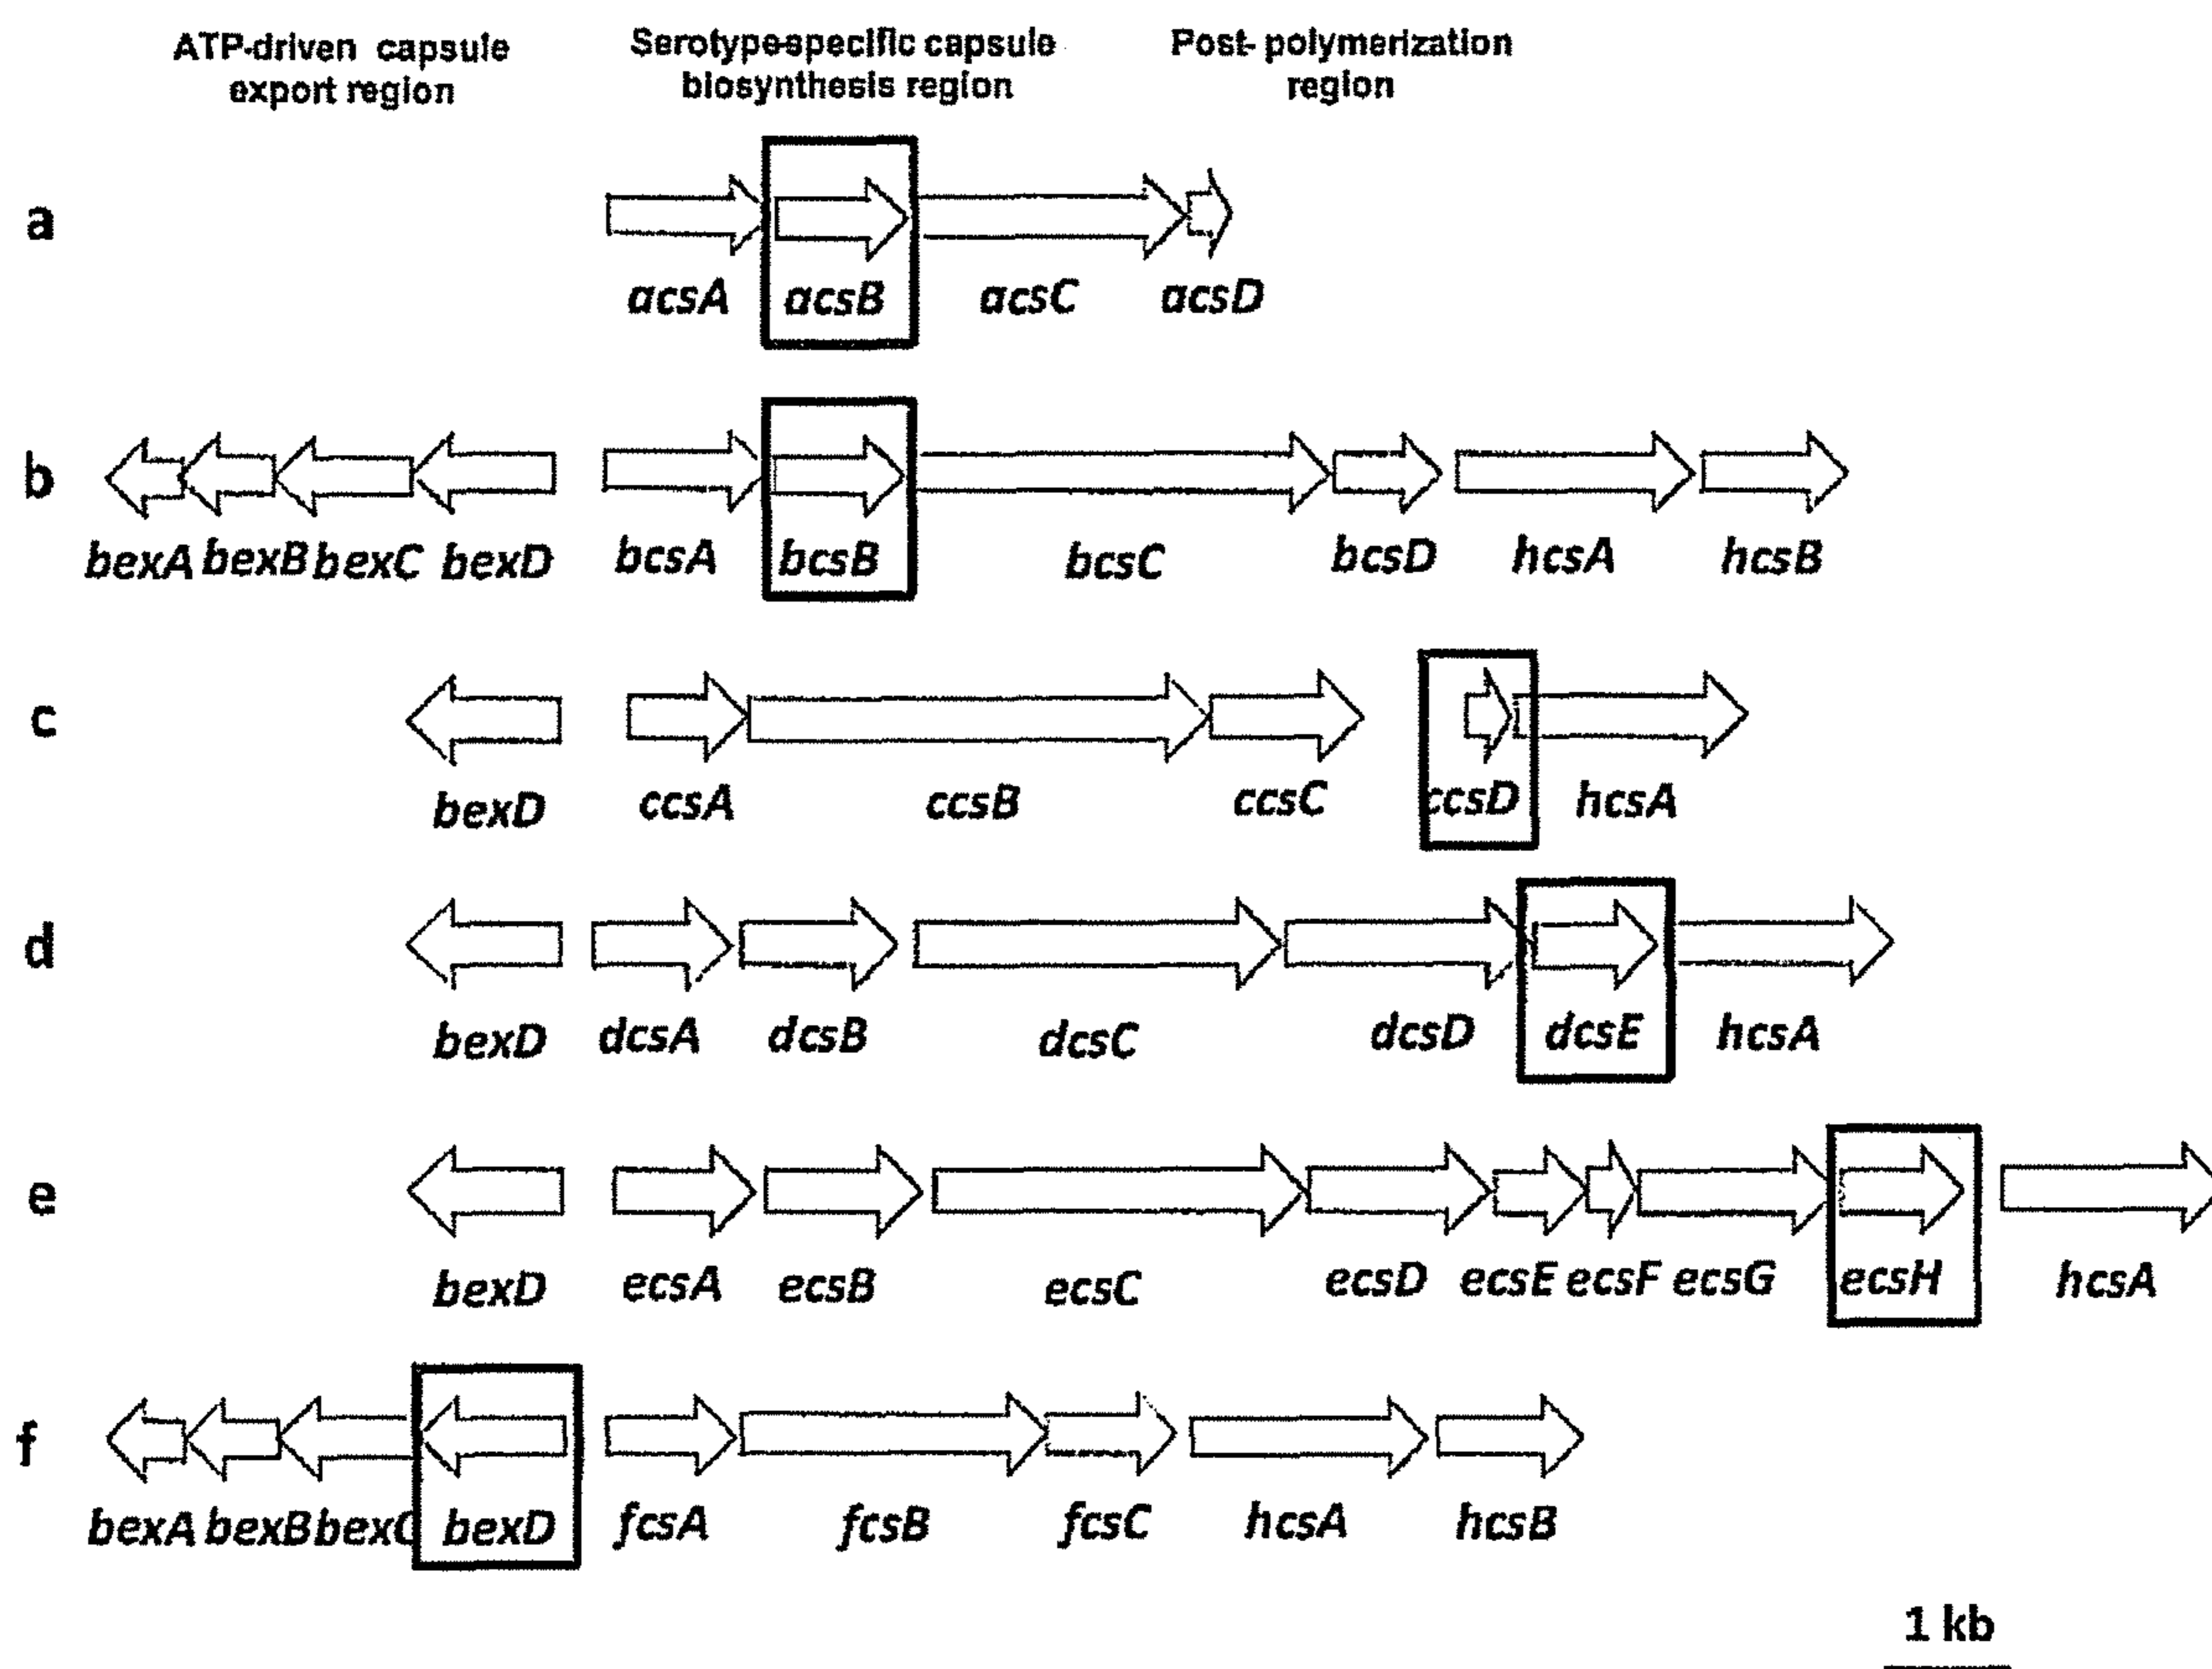 ATP-driven capsule
export region
Serotype-specific capsule
biosynthesis region
Post- polymerization
region
a
acsA acsB acsC acsD
b
bexA bexB bexC bexD bcsA bcsB bcsC bcsD hcsA hcsB
c
bexD ccsA ccsB ccsC ccsD hcsA
d
bexD dcsA dcsB dcsC dcsD dcsE hcsA
e
bexD ecsA ecsB ecsC ecsD ecsE ecsF ecsG ecsH hcsA
f
bexA bexB bexC bexD fcsA fcsB fcsC hcsA hcsB
1 kb